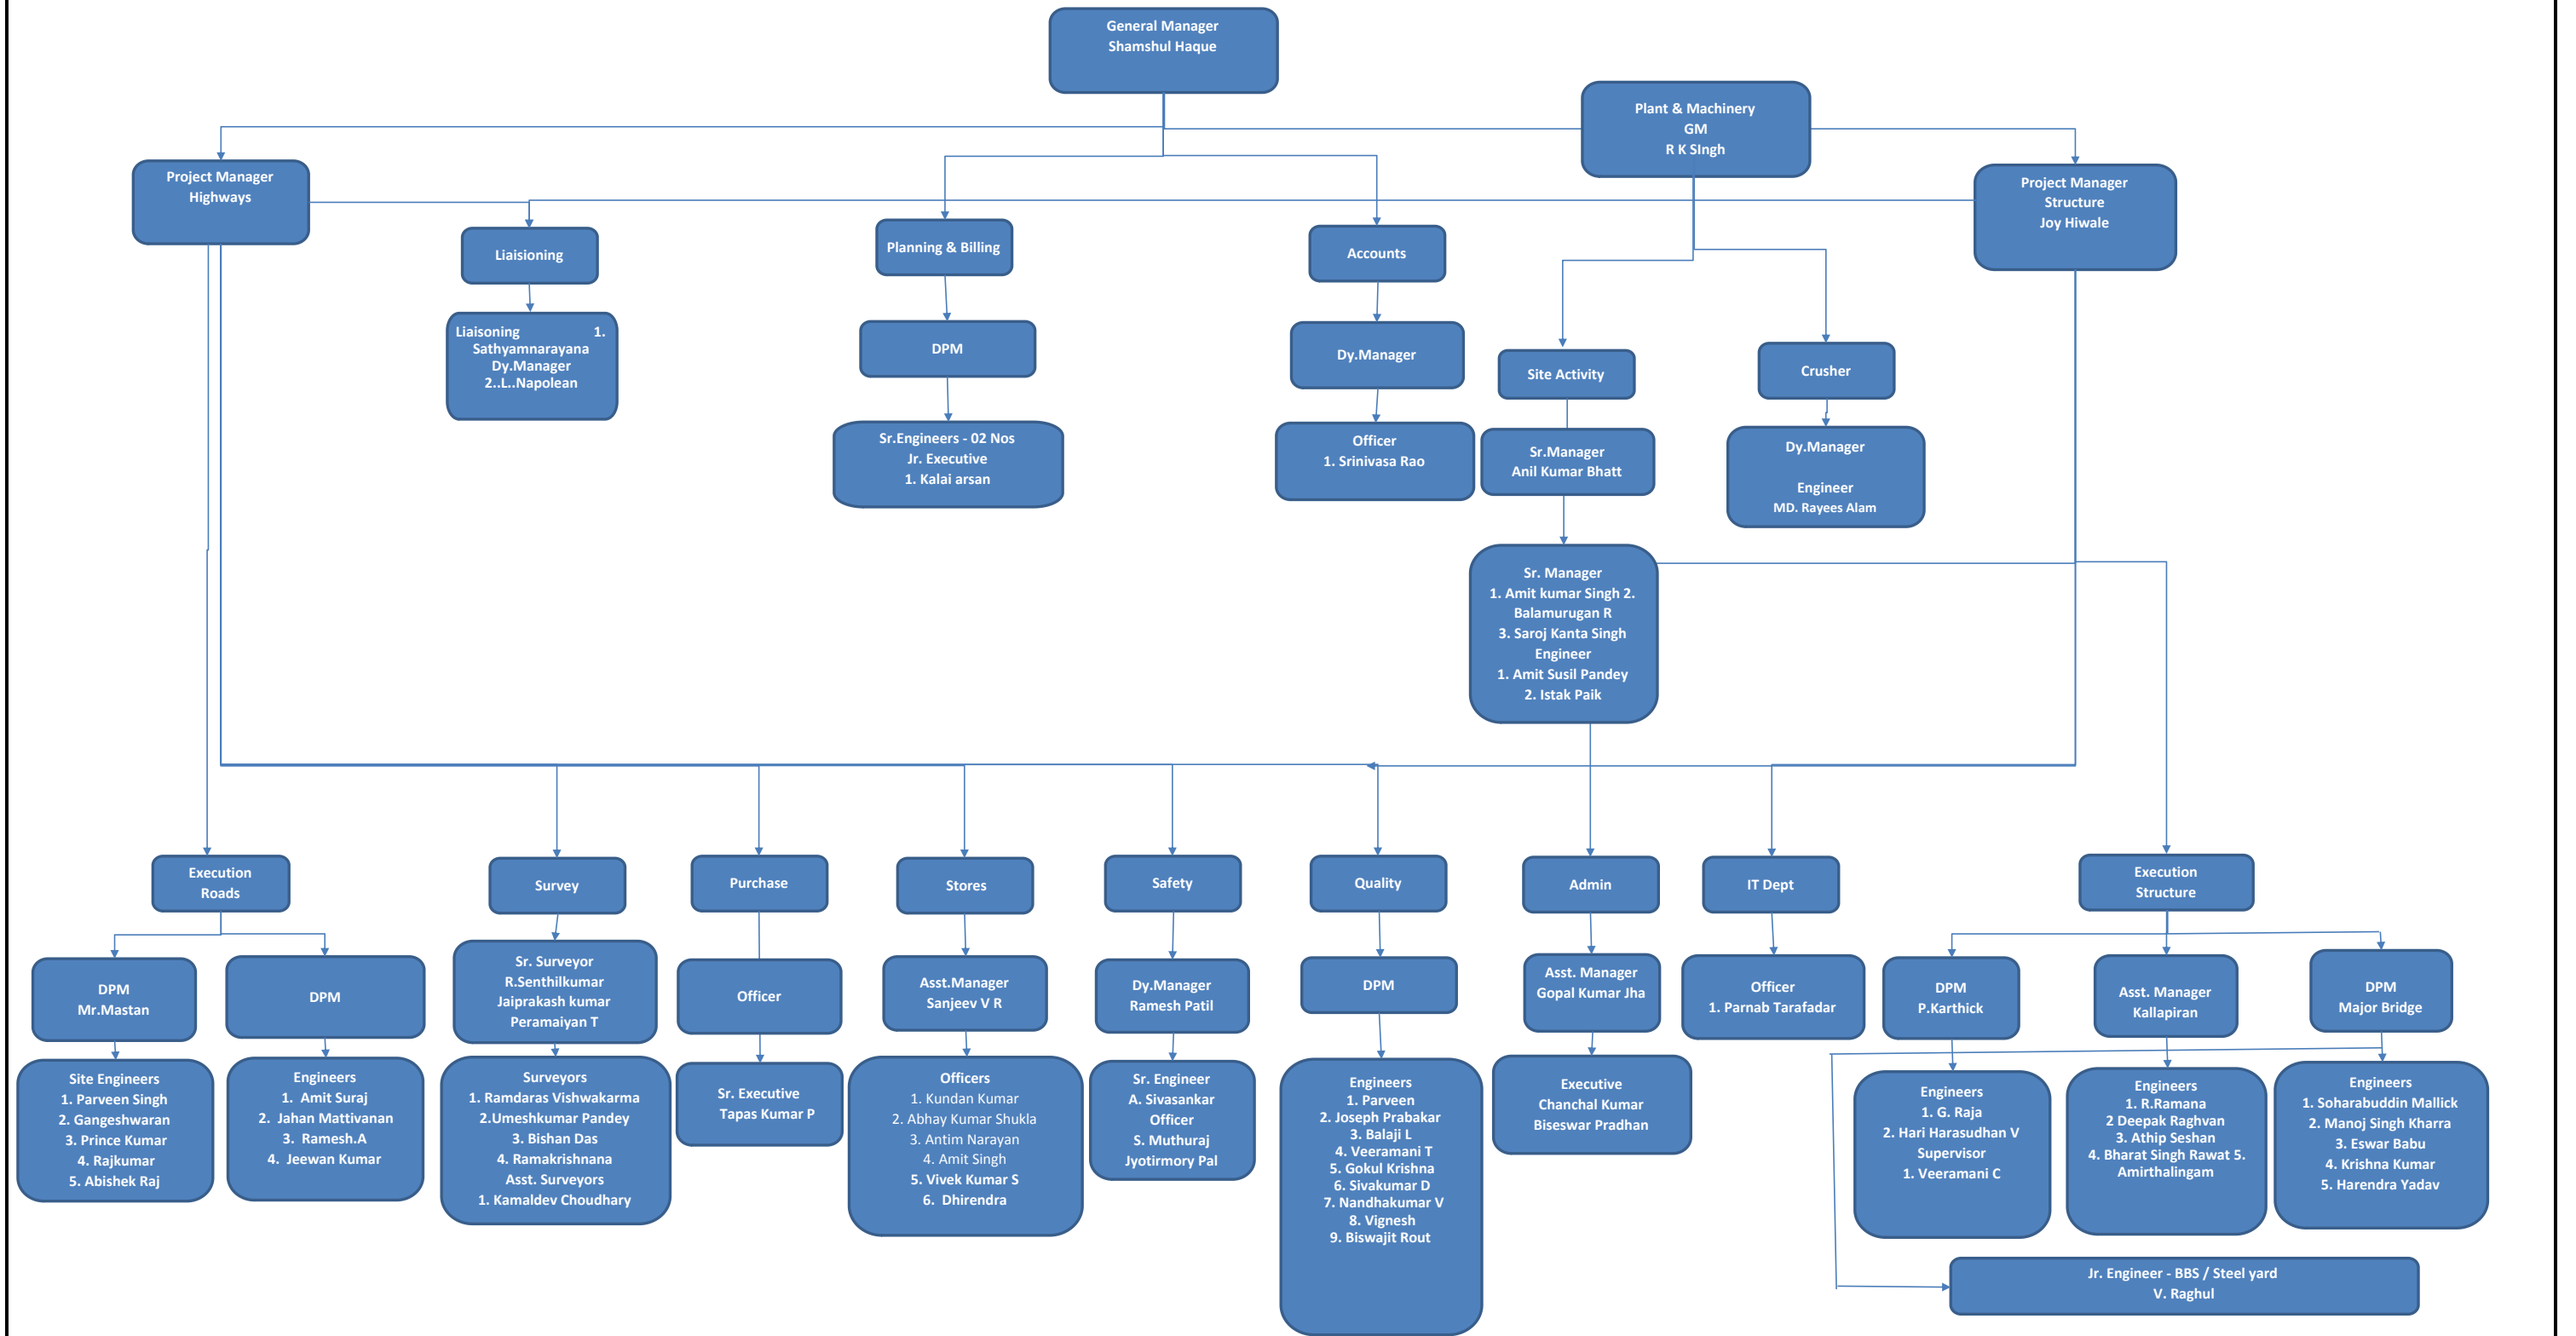 General Manager
Shamshul Haque
Plant & Machinery
GM
R K SIngh
Project Manager
Highways
Project Manager
Structure
Joy Hiwale
Liaisioning
Planning & Billing
Accounts
Liaisoning 1.
Sathyamnarayana
Dy.Manager
2..L..Napolean
DPM
Dy.Manager
Site Activity
Crusher
Sr.Engineers - 02 Nos
Jr. Executive
1. Kalai arsan
Officer
1. Srinivasa Rao
Sr.Manager
Anil Kumar Bhatt
Dy.Manager
Engineer
MD. Rayees Alam
Sr. Manager
1. Amit kumar Singh 2.
Balamurugan R
3. Saroj Kanta Singh
Engineer
1. Amit Susil Pandey
2. Istak Paik
Execution
Roads
Survey
Purchase
Stores
Safety
Quality
Admin
IT Dept
Execution
Structure
DPM
Mr.Mastan
DPM
Sr. Surveyor
R.Senthilkumar
Jaiprakash kumar
Peramaiyan T
Officer
Asst.Manager
Sanjeev V R
Dy.Manager
Ramesh Patil
DPM
Asst. Manager
Gopal Kumar Jha
Officer
1. Parnab Tarafadar
DPM
P.Karthick
Asst. Manager
Kallapiran
DPM
Major Bridge
Site Engineers
1. Parveen Singh
2. Gangeshwaran
3. Prince Kumar
4. Rajkumar
5. Abishek Raj
Engineers
1. Amit Suraj
2. Jahan Mattivanan
3. Ramesh.A
4. Jeewan Kumar
Surveyors
1. Ramdaras Vishwakarma
2.Umeshkumar Pandey
3. Bishan Das
4. Ramakrishnana
Asst. Surveyors
1. Kamaldev Choudhary
Sr. Executive
Tapas Kumar P
Officers
1. Kundan Kumar
2. Abhay Kumar Shukla
3. Antim Narayan
4. Amit Singh
5. Vivek Kumar S
6. Dhirendra
Sr. Engineer
A. Sivasankar
Officer
S. Muthuraj
Jyotirmory Pal
Engineers
1. Parveen
2. Joseph Prabakar
3. Balaji L
4. Veeramani T
5. Gokul Krishna
6. Sivakumar D
7. Nandhakumar V
8. Vignesh
9. Biswajit Rout
Executive
Chanchal Kumar
Biseswar Pradhan
Engineers
1. G. Raja
2. Hari Harasudhan V
Supervisor
1. Veeramani C
Engineers
1. R.Ramana
2 Deepak Raghvan
3. Athip Seshan
4. Bharat Singh Rawat 5.
Amirthalingam
Engineers
1. Soharabuddin Mallick
2. Manoj Singh Kharra
3. Eswar Babu
4. Krishna Kumar
5. Harendra Yadav
Jr. Engineer - BBS / Steel yard
V. Raghul